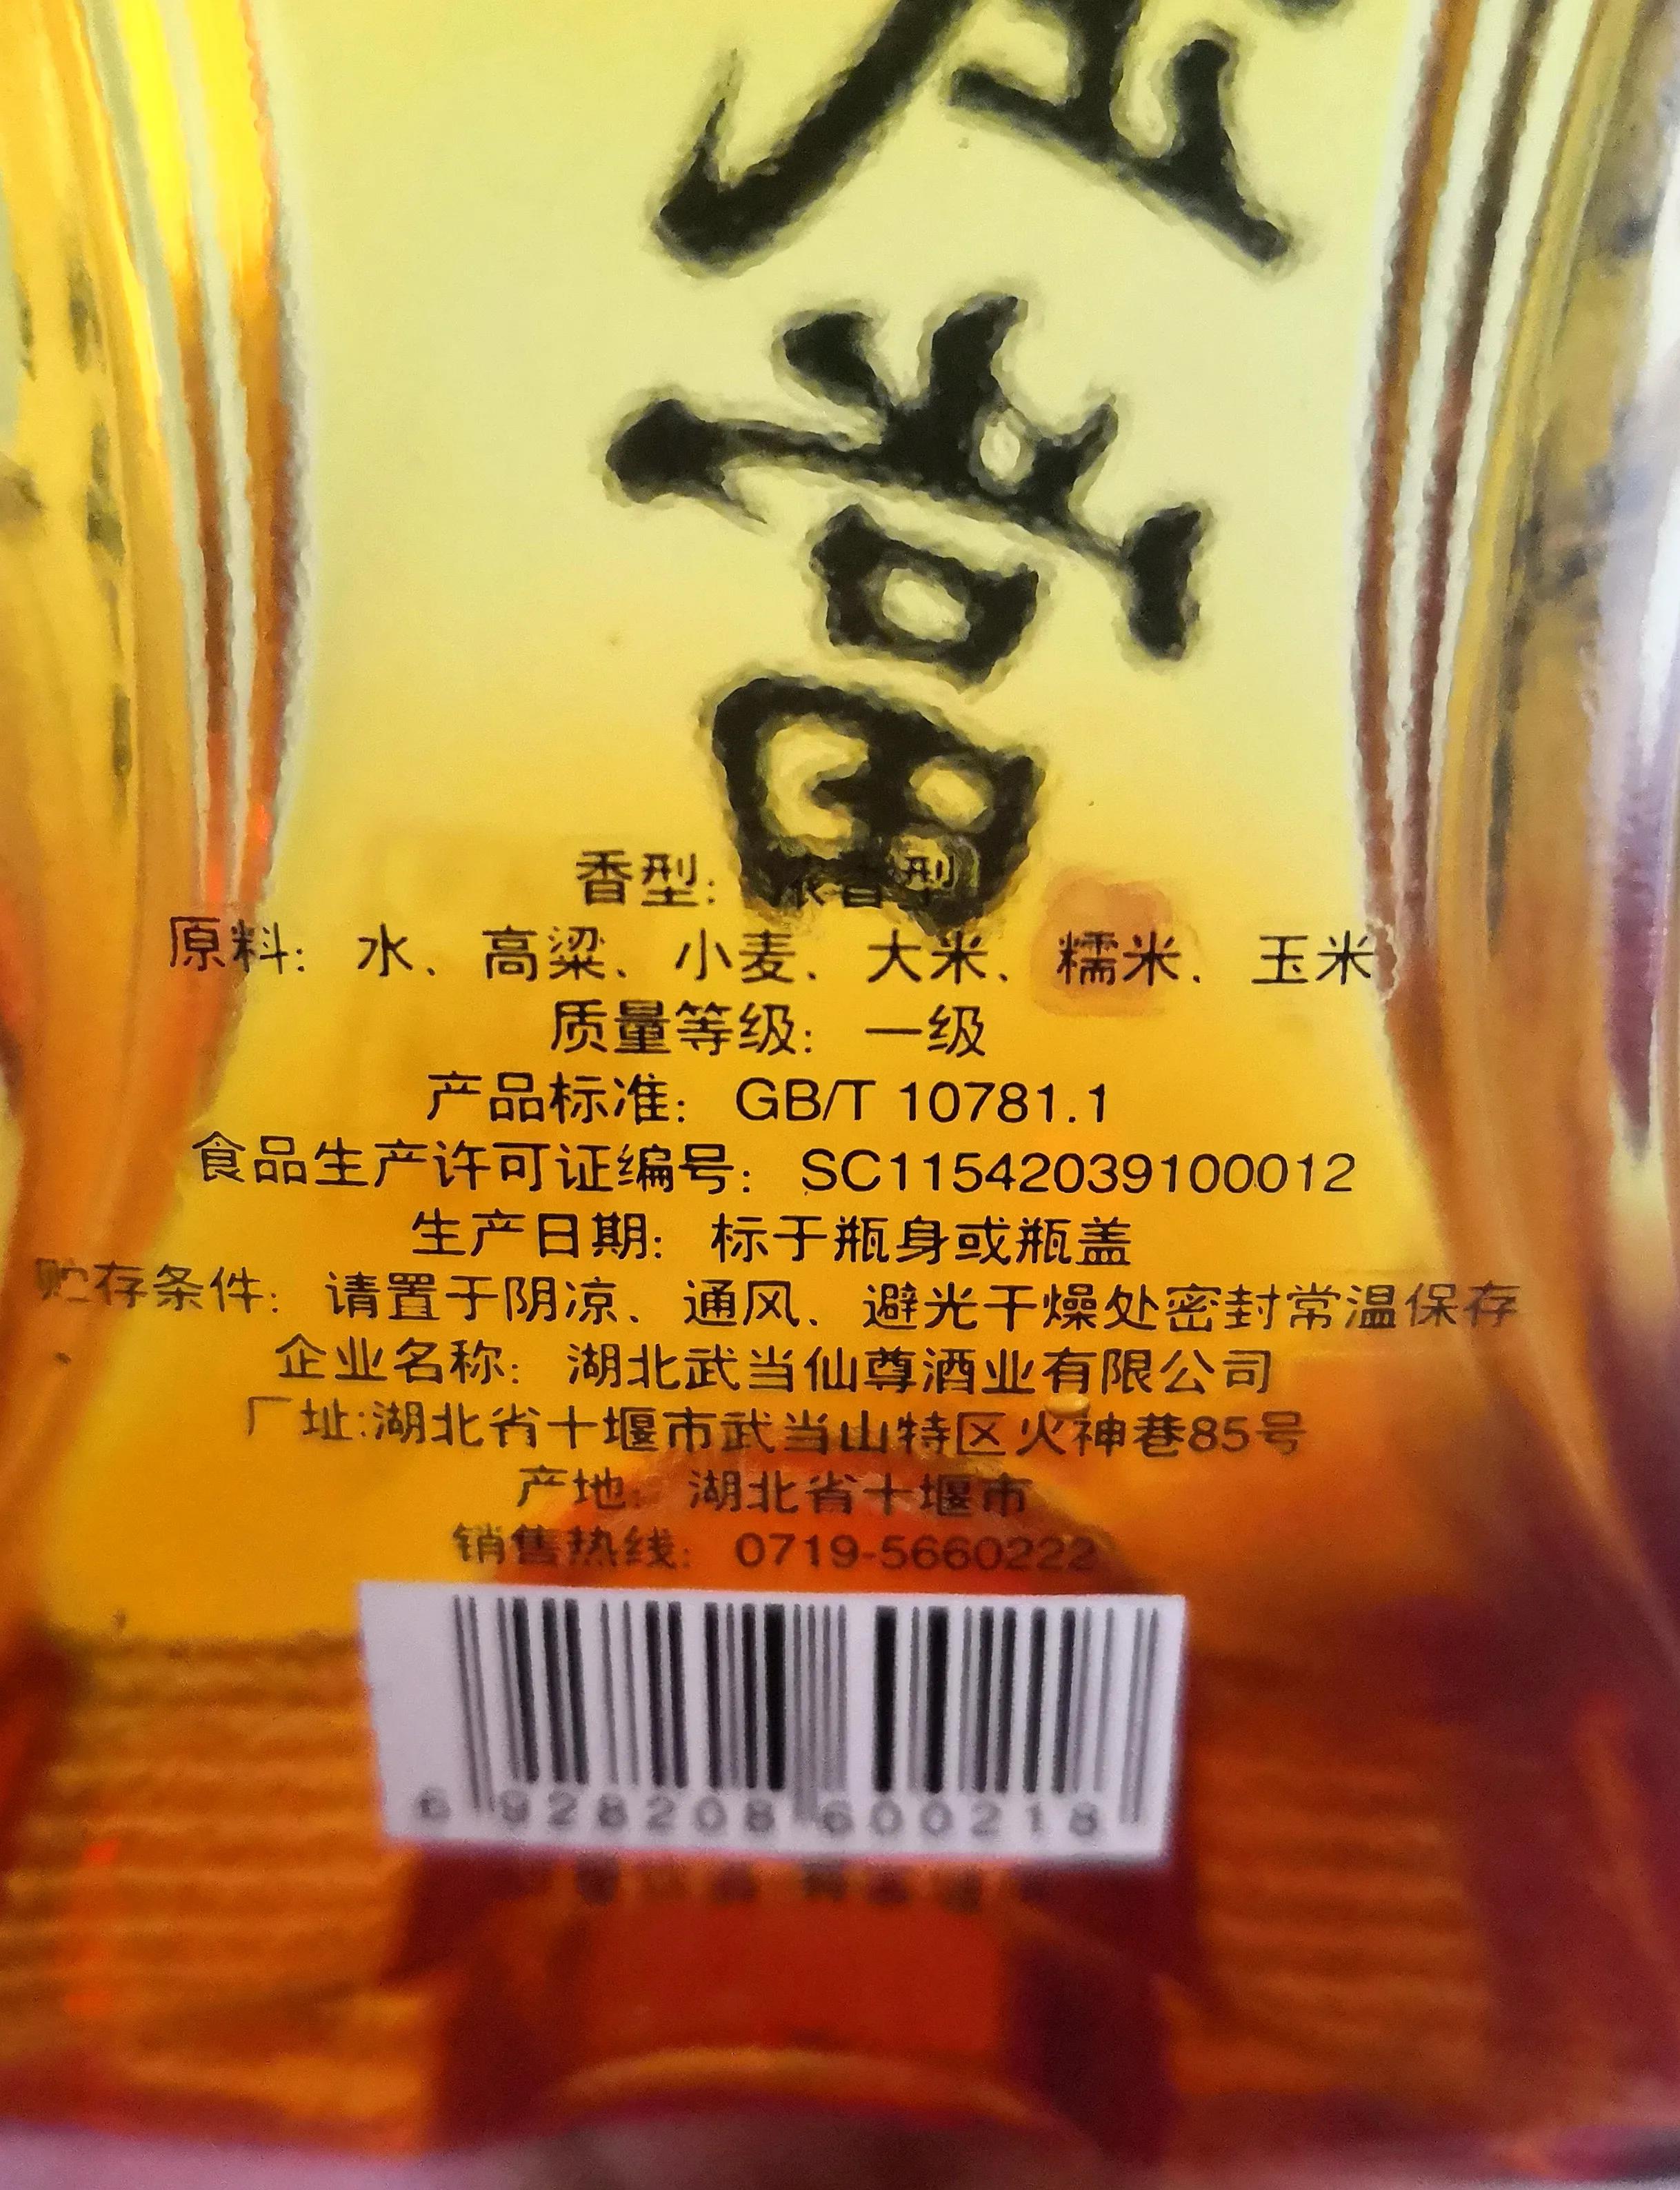 當
香型： 浓香型
原料： 水、高粱、小麦、大米、糯米、玉米
质量等级： 一级
产品标准： GB/T 10781.1
食品生产许可证编号： SC11542039100012
生产日期： 标于瓶身或瓶盖
贮存条件： 请置于阴凉、通风、避光干燥处密封常温保存
企业名称： 湖北武当仙尊酒业有限公司
厂址:湖北省十堰市武当山特区火神巷85号
产地： 湖北省十堰市
销售热线： 0719-5660222
6 928208 600218